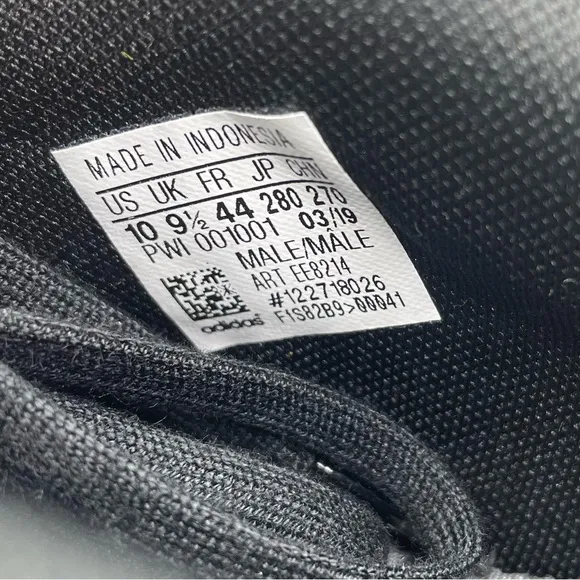 MADE IN INDONESIA
US UK FR JP CHN
10 9½ 44 280 270
PWI 001001 03/19
MALE/MÂLE
ART EE8214
#122718026
F1S82B9>00041
adidas